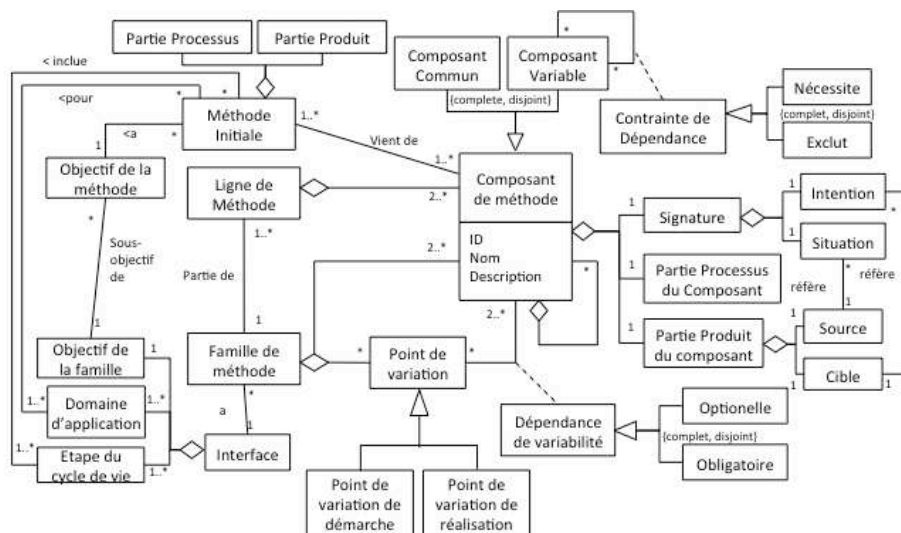 Partie Processus
Partie Produit
< inclue
*
*
<pour
*
<a
*
Méthode
Initiale
1..*
Vient de
1..*
1
Objectif de la
méthode
*
Sous-
objectif
de
1
Objectif de
la famille
1
1..*
Domaine
d'application
1..*
1..*
Etape du
cycle de vie
1..*
Interface
1
a
*
Ligne de
Méthode
1..*
2..*
Partie de
1
Famille de
méthode
2..*
*
Point de
variation
*
2..*
Point de
variation de
démarche
Point de
variation de
réalisation
Composant
Commun
Composant
Variable
*
*
{complete, disjoint}
Composant
de méthode
ID
Nom
Description
*
Contrainte de
Dépendance
Nécessite
{complet, disjoint}
Exclut
1
Signature
1
Intention
*
1
Situation
*
réfère
réfère
1
Partie Processus
du Composant
1
Partie Produit
du composant
1
1
Source
1
Cible
1
Dépendance
de variabilité
Optionelle
{complet, disjoint}
Obligatoire